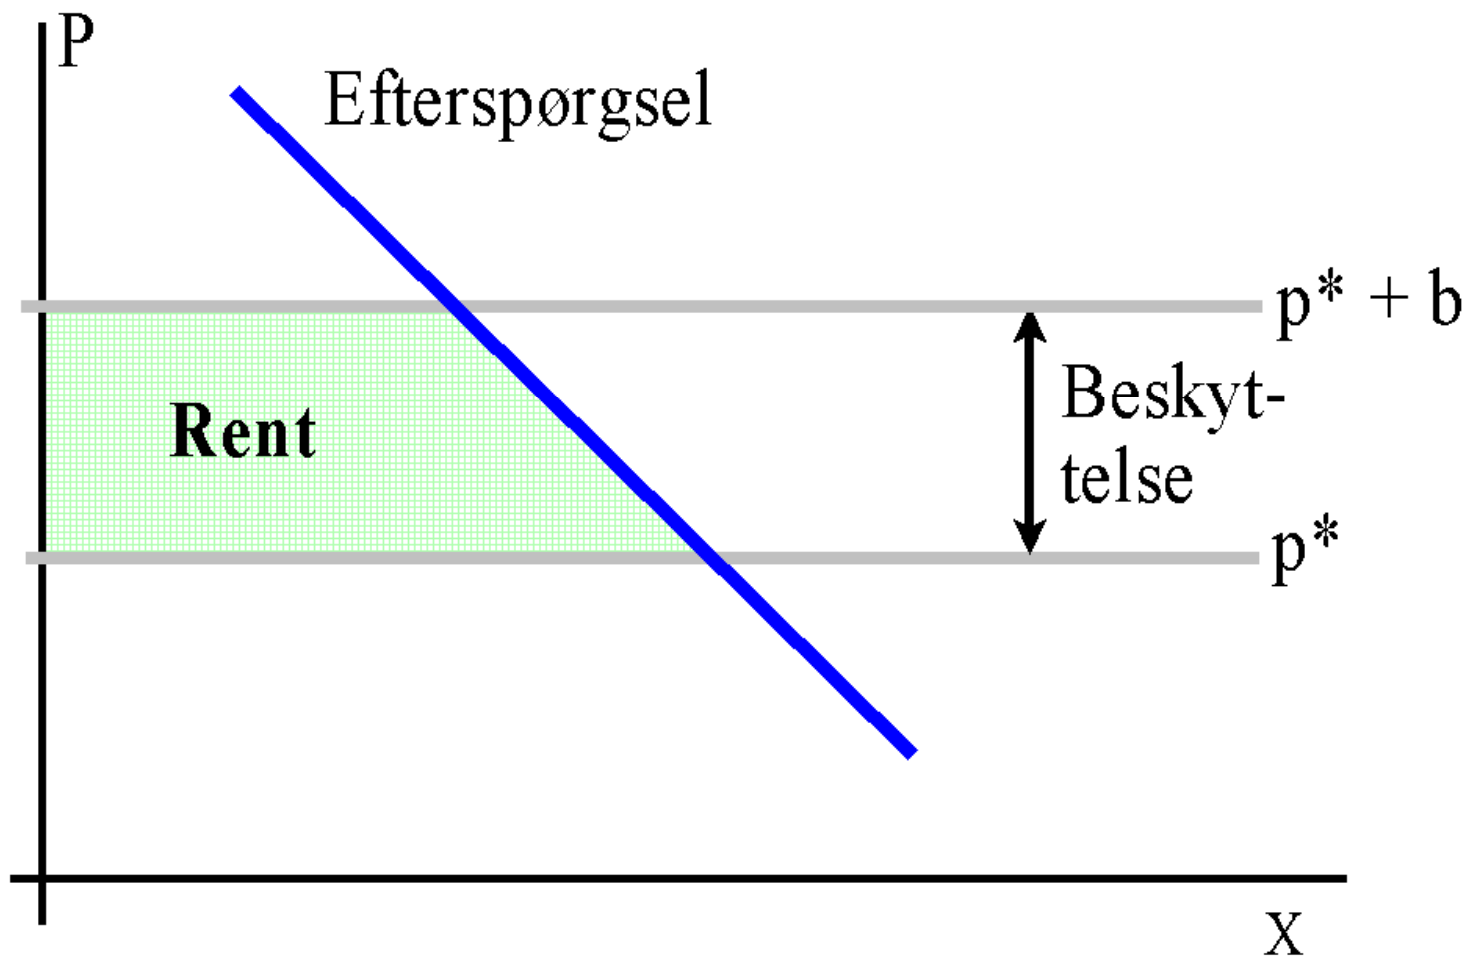 P
Efterspørgsel
p* + b
Beskyt-
telse
Rent
p*
x